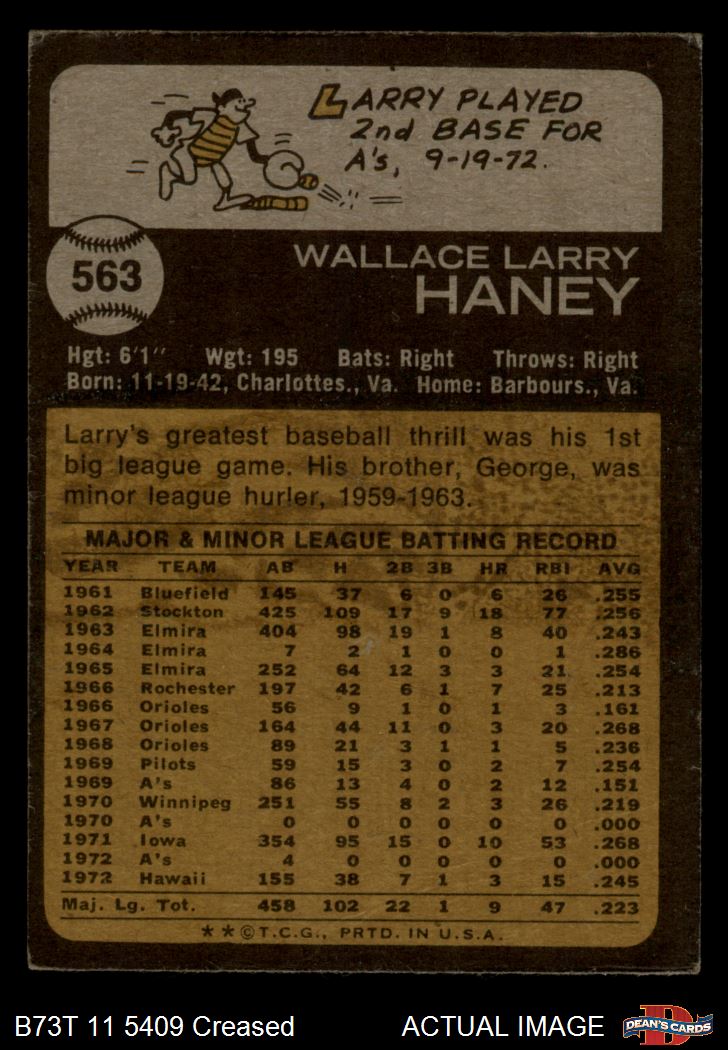 LARRY PLAYED
2nd BASE FOR
A's, 9-19-72.
563
WALLACE LARRY
HANEY
Hgt: 6'1" Wgt: 195 Bats: Right Throws: Right
Born: 11-19-42, Charlottes., Va. Home: Barbours., Va.
Larry's greatest baseball thrill was his 1st
big league game. His brother, George, was
minor league hurler, 1959-1963.
MAJOR & MINOR LEAGUE BATTING RECORD
YEAR TEAM AB H 2B 3B HR RBI AVG
1961 Bluefield 145 37 6 0 6 26 .255
1962 Stockton 425 109 17 9 18 77 .256
1963 Elmira 404 98 19 1 8 40 .243
1964 Elmira 7 2 1 0 0 1 .286
1965 Elmira 252 64 12 3 3 21 .254
1966 Rochester 197 42 6 1 7 25 .213
1966 Orioles 56 9 1 0 1 3 .161
1967 Orioles 164 44 11 0 3 20 .268
1968 Orioles 89 21 3 1 1 5 .236
1969 Pilots 59 15 3 0 2 7 .254
1969 A's 86 13 4 0 2 12 .151
1970 Winnipeg 251 55 8 2 3 26 .219
1970 A's 0 0 0 0 0 0 .000
1971 Iowa 354 95 15 0 10 53 .268
1972 A's 4 0 0 0 0 0 .000
1972 Hawaii 155 38 7 1 3 15 .245
Maj. Lg. Tot. 458 102 22 1 9 47 .223
**©T.C.G., PRTD. IN U.S.A.
B73T 11 5409 Creased ACTUAL IMAGE
DEAN'S CARDS